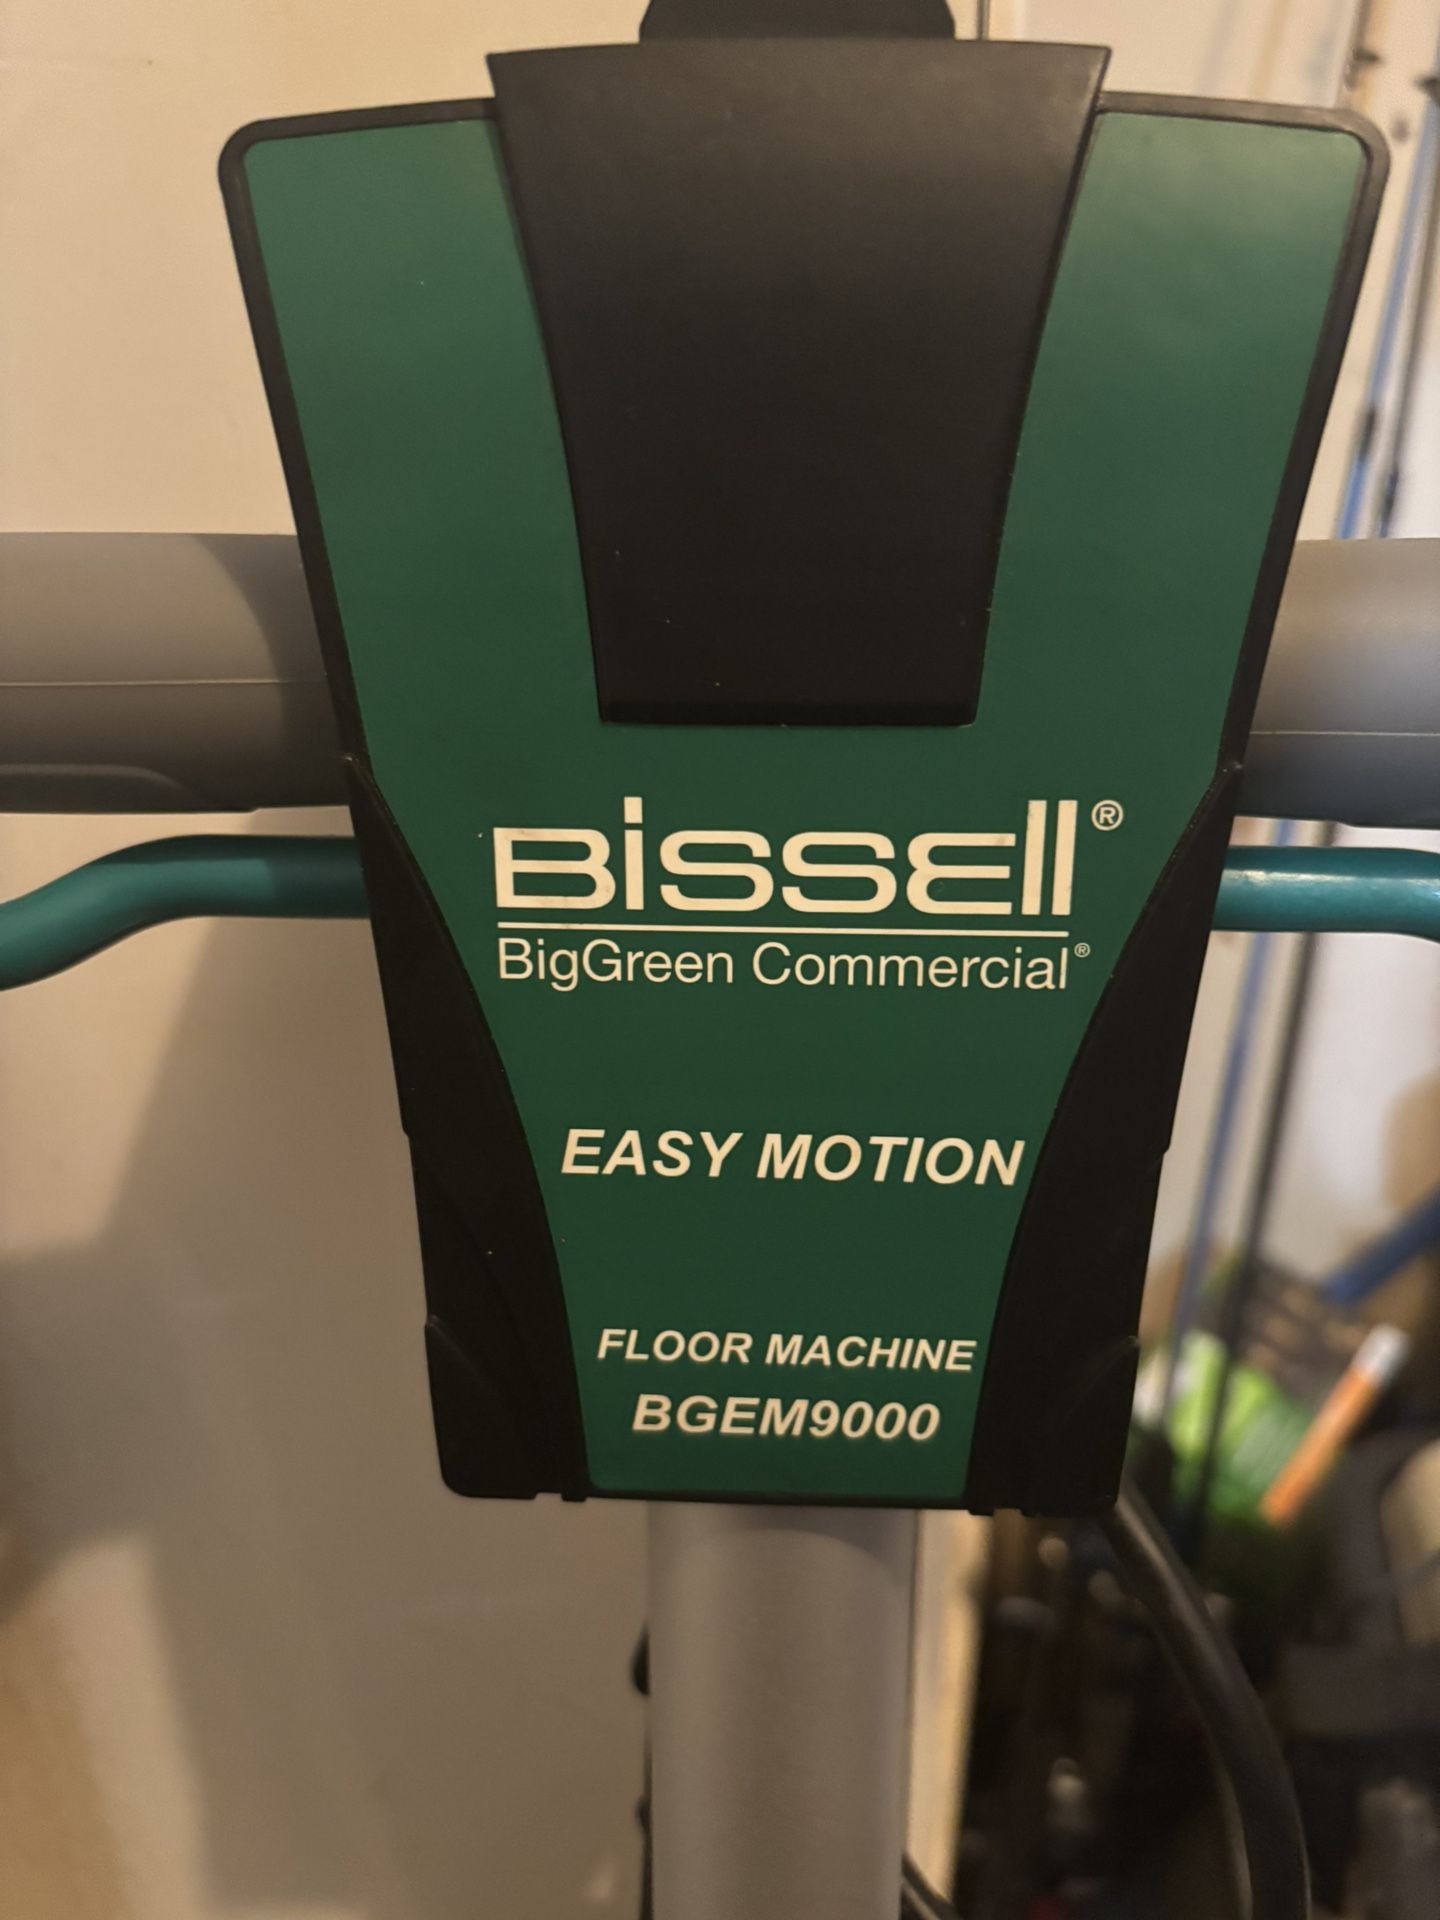 BISSELL®
BigGreen Commercial®
EASY MOTION
FLOOR MACHINE
BGEM9000